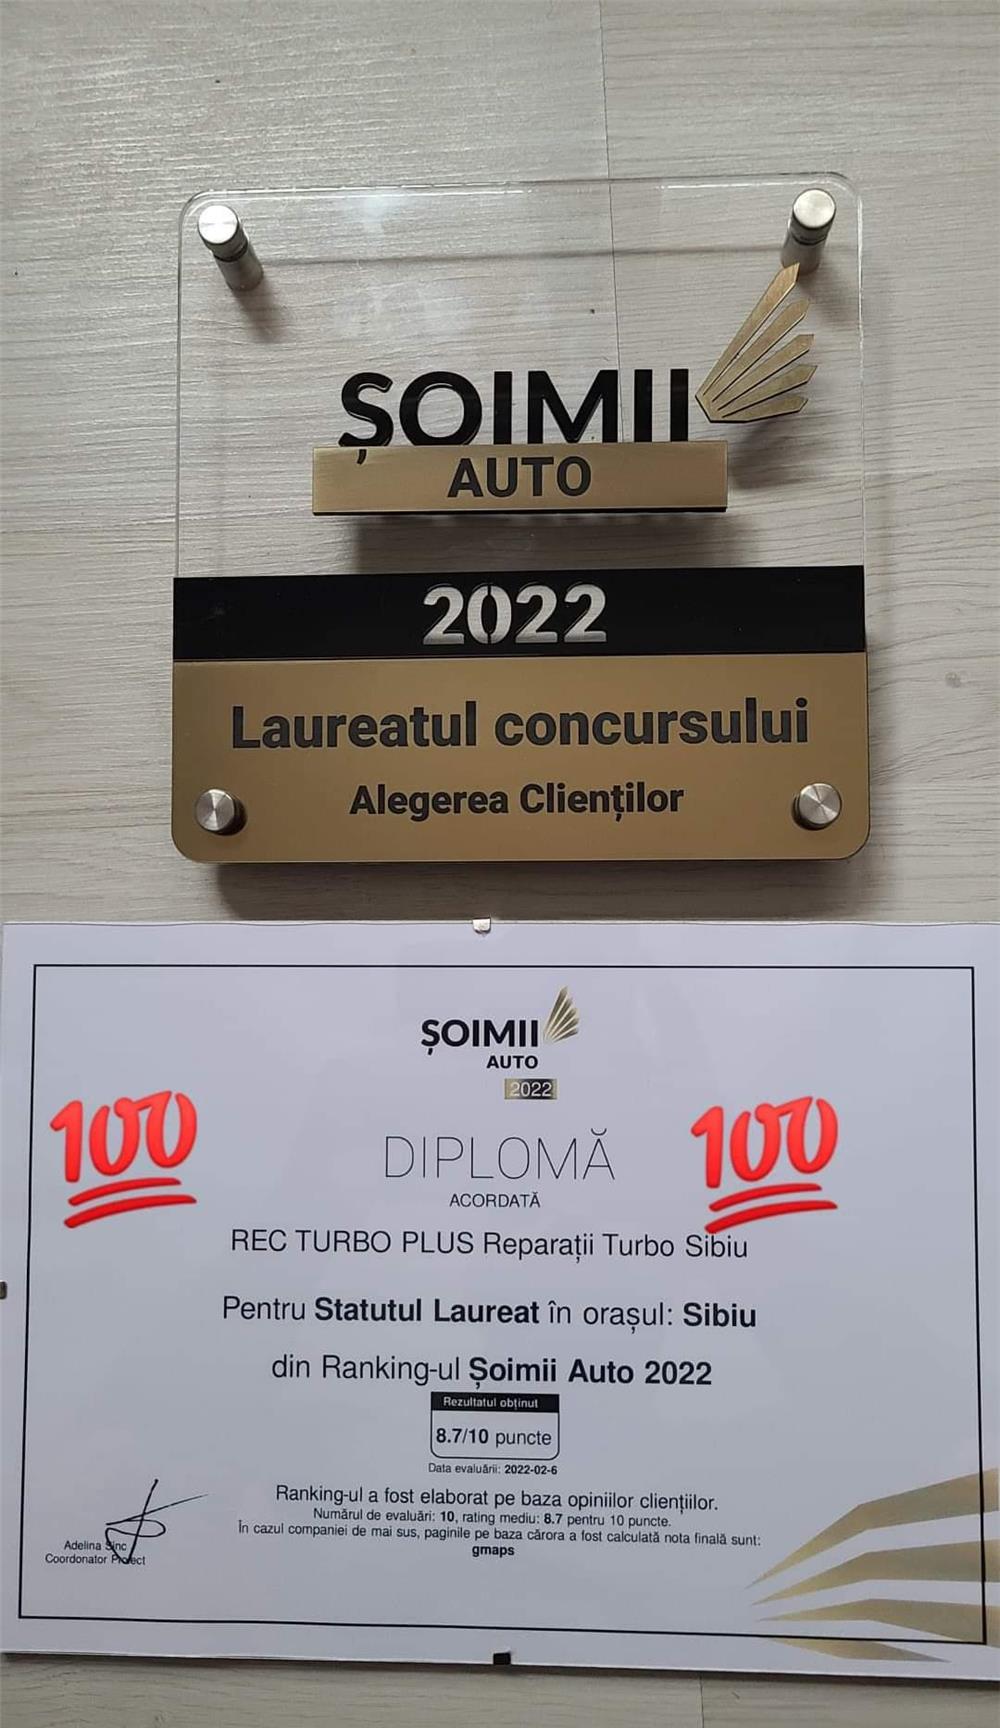 ȘOIMII
AUTO
2022
Laureatul concursului
Alegerea Clienților
ȘOIMII
AUTO
2022
100
100
DIPLOMĂ
ACORDATĂ
REC TURBO PLUS Reparații Turbo Sibiu
Pentru Statutul Laureat în orașul: Sibiu
din Ranking-ul Șoimii Auto 2022
Rezultatul obținut
8.7/10 puncte
Data evaluării: 2022-02-6
Ranking-ul a fost elaborat pe baza opiniilor cliențiilor.
Numărul de evaluări: 10, rating mediu: 8.7 pentru 10 puncte.
În cazul companiei de mai sus, paginile pe baza cărora a fost calculată nota finală sunt:
gmaps
Adelina Sinc
Coordonator Proiect